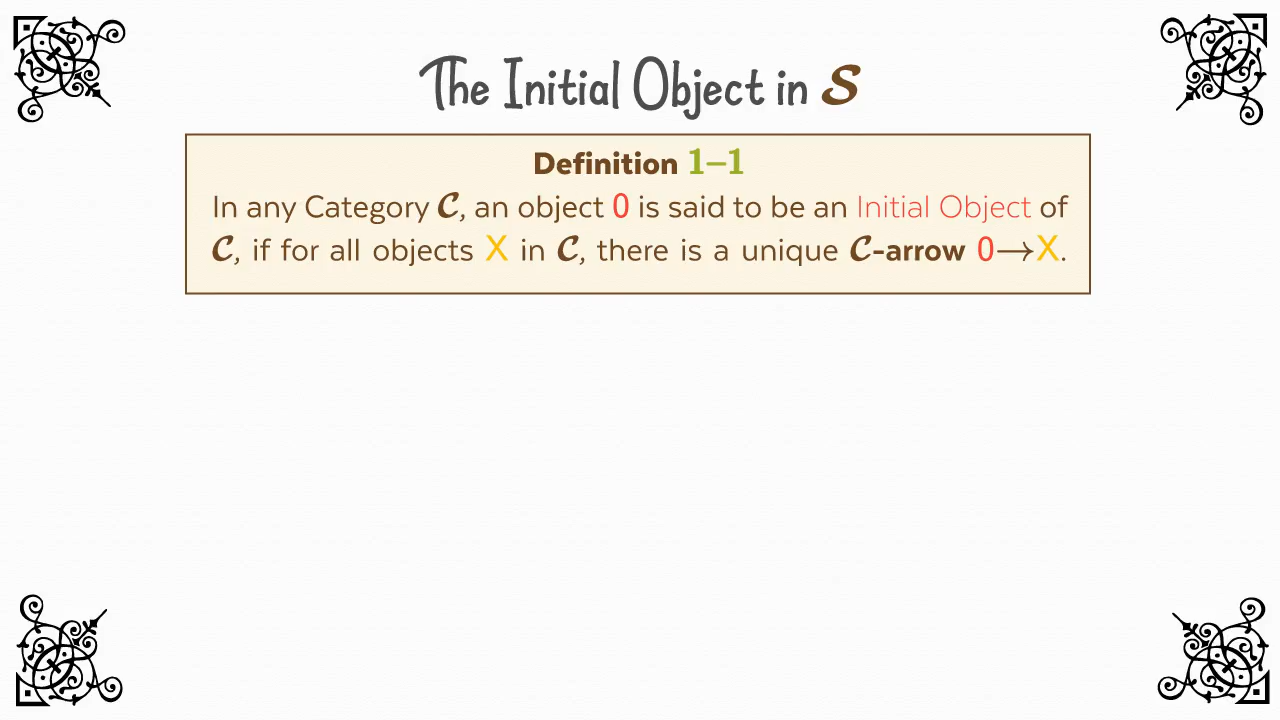 The Initial Object in 𝓢
Definition 1–1
In any Category 𝓒, an object 0 is said to be an Initial Object of
𝓒, if for all objects X in 𝓒, there is a unique 𝓒-arrow 0→X.